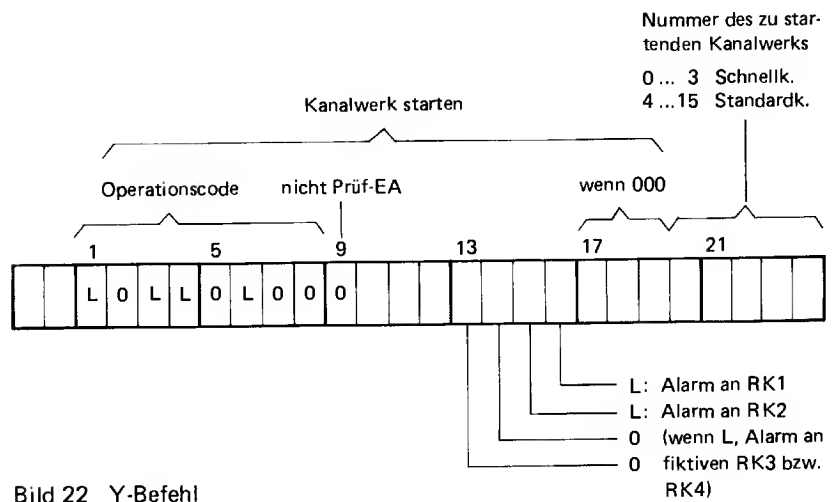 Nummer des zu star-
tenden Kanalwerks
0 ... 3 Schnellk.
4 ...15 Standardk.
Kanalwerk starten
Operationscode nicht Prüf-EA wenn 000
1 5 9 13 17 21
L 0 L L 0 L 0 0 0
L: Alarm an RK1
L: Alarm an RK2
0 (wenn L, Alarm an
0 fiktiven RK3 bzw.
RK4)
Bild 22 Y-Befehl